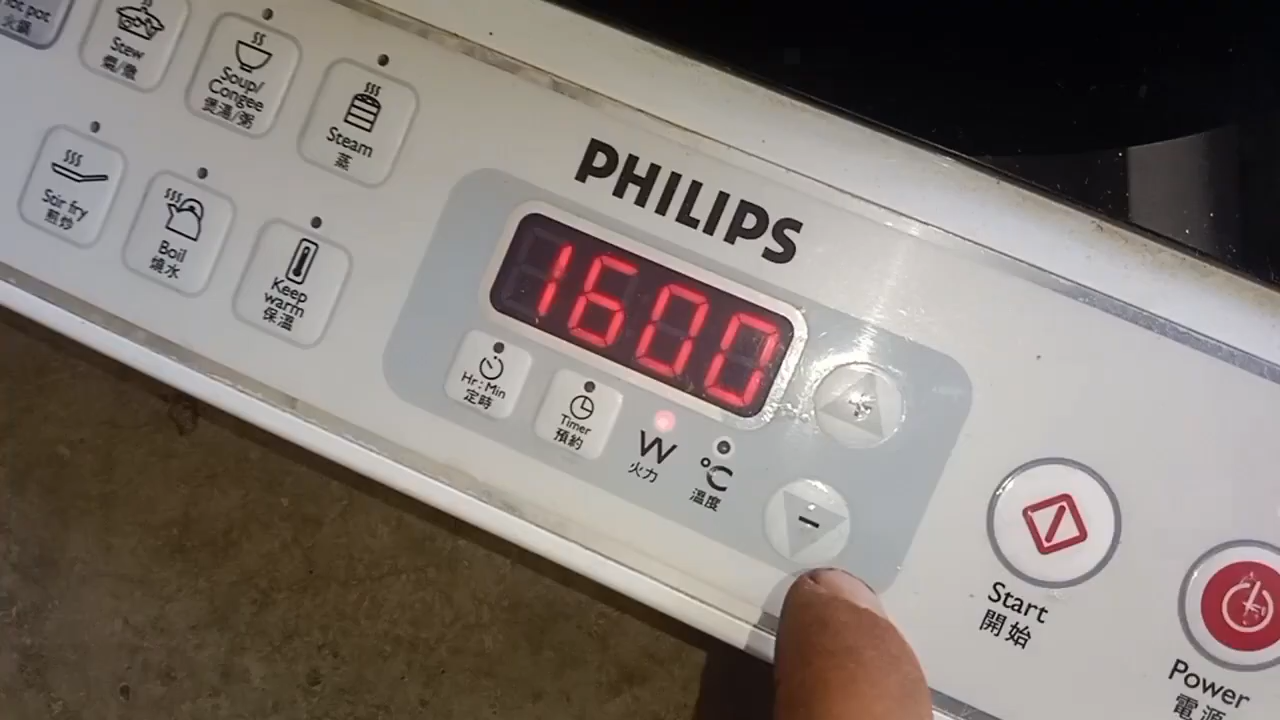 hot pot
火鍋
Stew
Soup/
Congee
煲湯/粥
Steam
蒸
Stir fry
煎炒
Boil
燒水
Keep
warm
保溫
PHILIPS
1600
Hr:Min
定時
Timer
預約
W
火力
°C
溫度
+
-
Start
開始
Power
電源